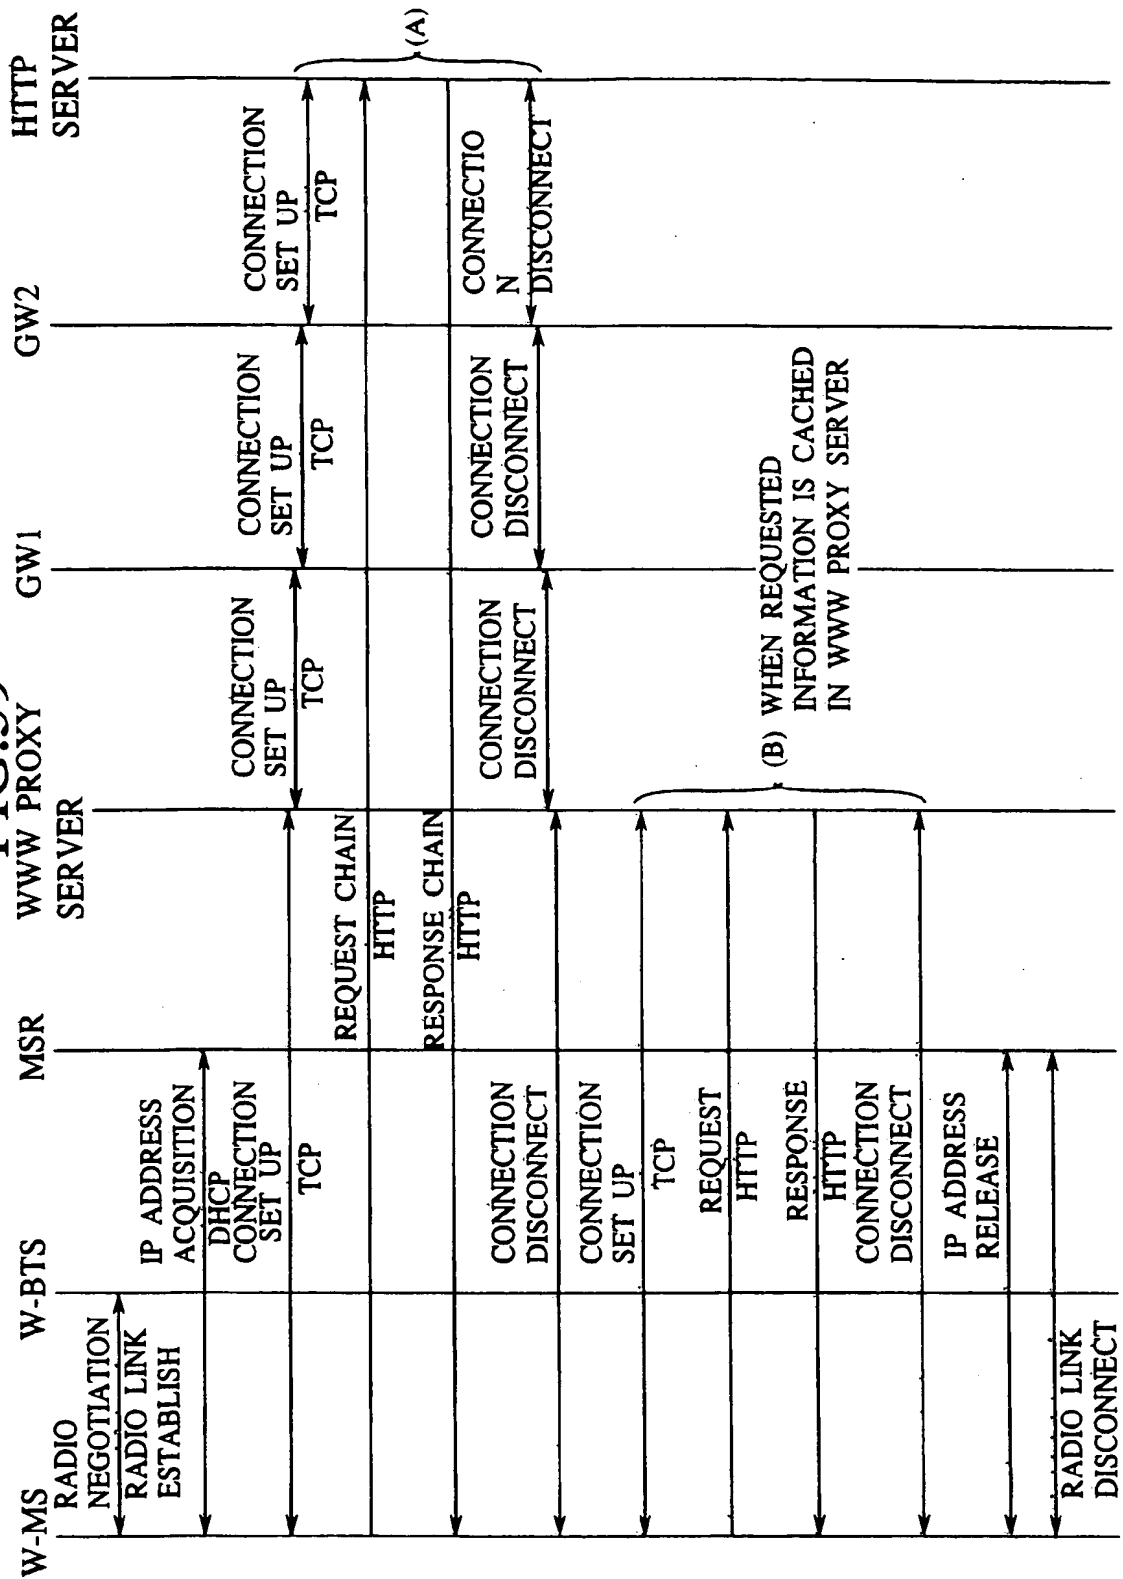 W-MS
W-BTS
MSR
WWW PROXY
SERVER
GW1
GW2
HTTP
SERVER
RADIO
NEGOTIATION
RADIO LINK
ESTABLISH
IP ADDRESS
ACQUISITION
DHCP
CONNECTION
SET UP
TCP
CONNECTION
SET UP
TCP
CONNECTION
SET UP
TCP
CONNECTION
SET UP
TCP
REQUEST CHAIN
HTTP
RESPONSE CHAIN
HTTP
(A)
CONNECTION
DISCONNECT
CONNECTION
DISCONNECT
CONNECTION
DISCONNECT
CONNECTIO
N
DISCONNECT
CONNECTION
SET UP
TCP
REQUEST
HTTP
RESPONSE
HTTP
CONNECTION
DISCONNECT
(B) WHEN REQUESTED
INFORMATION IS CACHED
IN WWW PROXY SERVER
IP ADDRESS
RELEASE
RADIO LINK
DISCONNECT